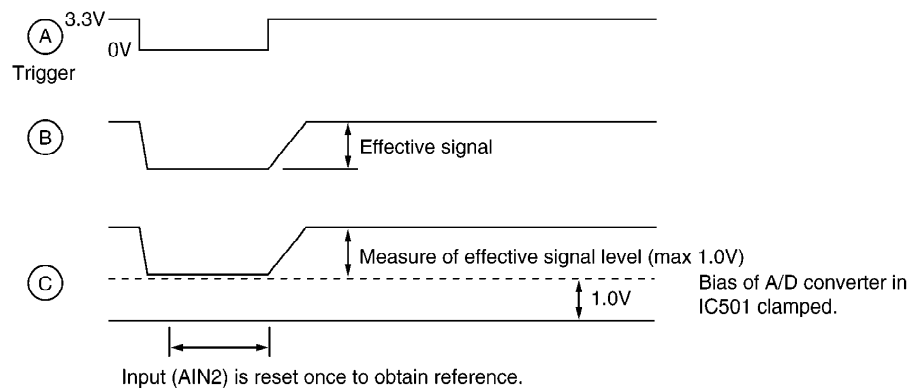 A
3.3V
0V
Trigger
B
Effective signal
C
Measure of effective signal level (max 1.0V)
1.0V
Bias of A/D converter in
IC501 clamped.
Input (AIN2) is reset once to obtain reference.